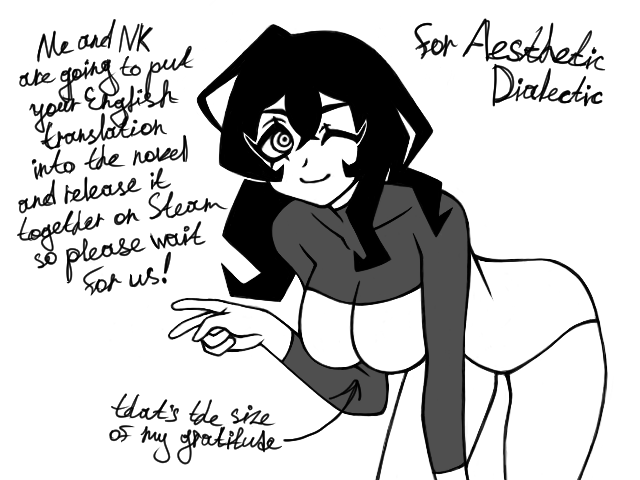 Me and NK
are going to put
your English
translation
into the novel
and release it
together on Steam
so please wait
for us!
For Aesthetic
Dialectic
that's the size
of my gratitude